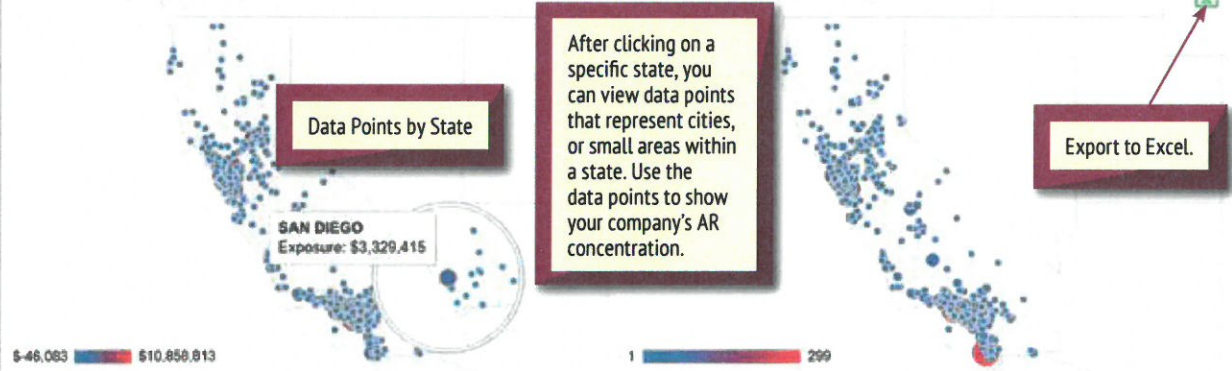 After clicking on a
specific state, you
can view data points
that represent cities,
or small areas within
a state. Use the
data points to show
your company's AR
concentration.
Data Points by State
Export to Excel.
SAN DIEGO
Exposure: $3,329,415
$-46,083
$10,858,813
1
299